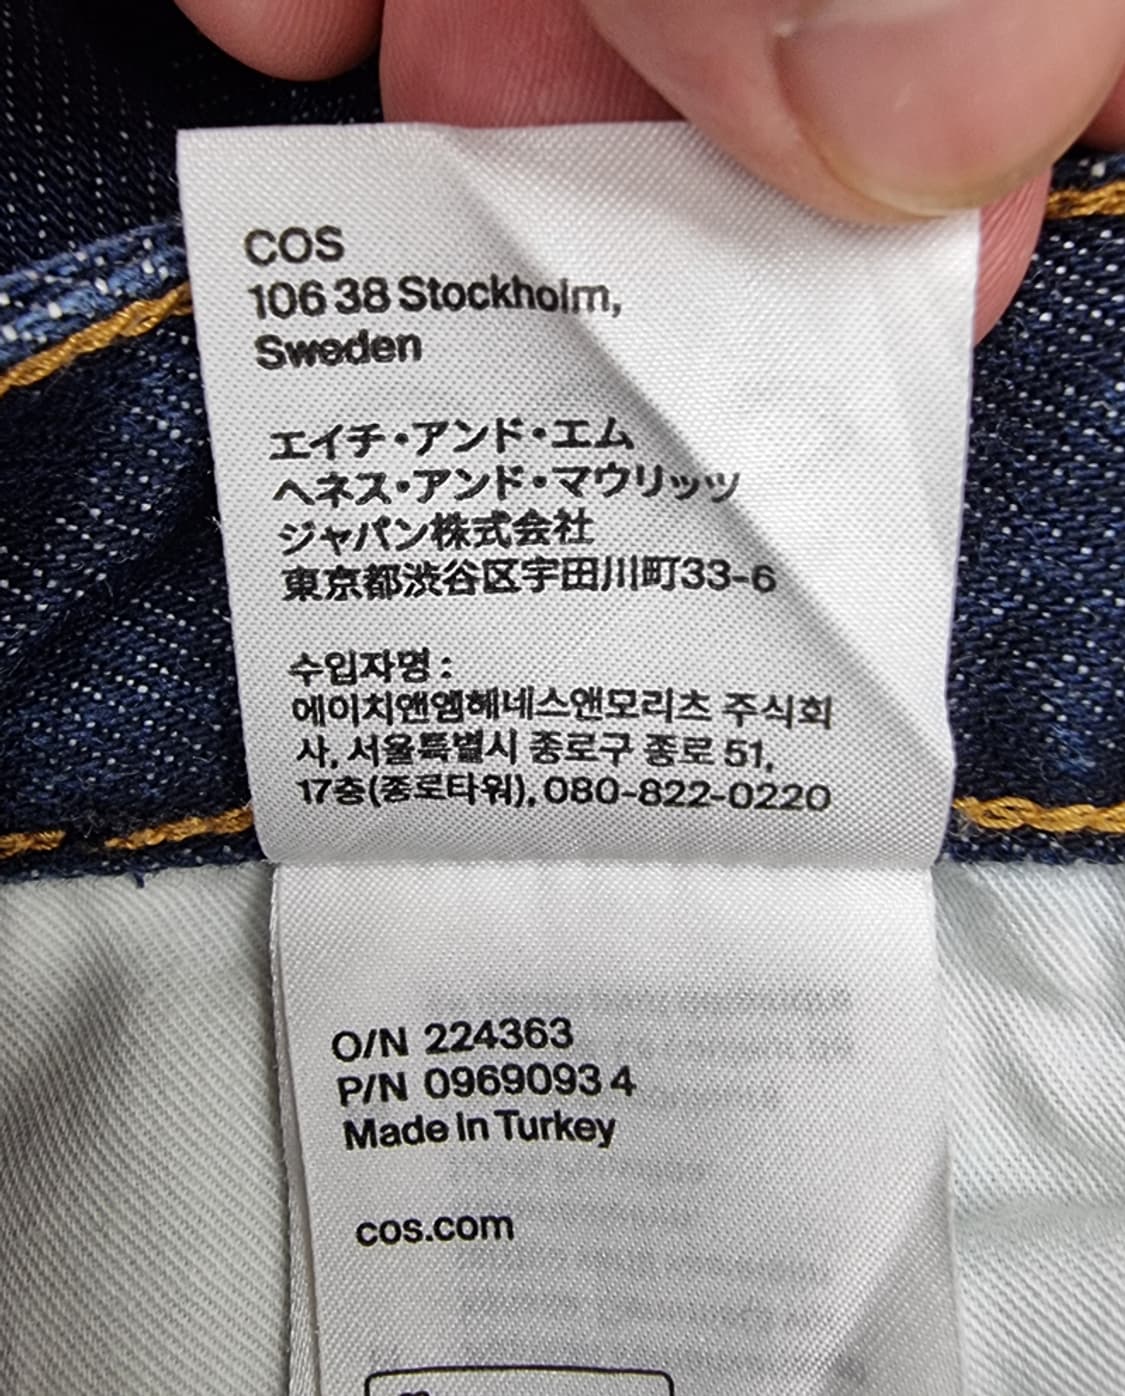 COS
106 38 Stockholm,
Sweden
エイチ・アンド・エム
ヘネス・アンド・マウリッツ
ジャパン株式会社
東京都渋谷区宇田川町33-6
수입자명 :
에이치앤엠헤네스앤모리츠 주식회
사, 서울특별시 종로구 종로 51,
17층(종로타워), 080-822-0220
O/N 224363
P/N 0969093 4
Made in Turkey
cos.com